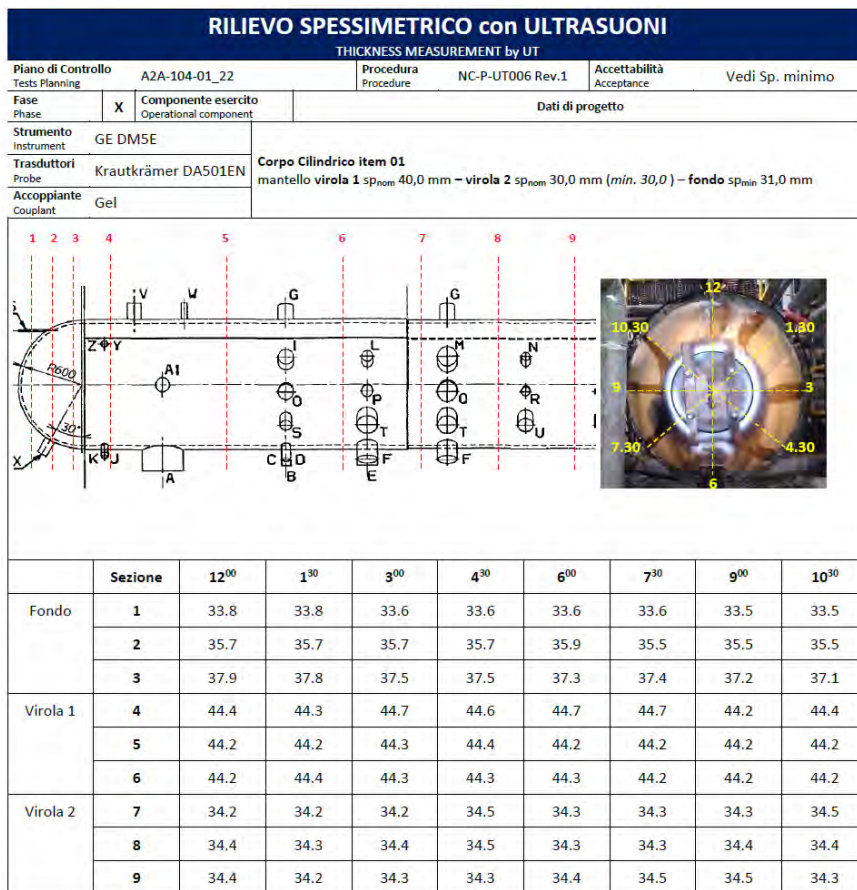 RILIEVO SPESSIMETRICO con ULTRASUONI
THICKNESS MEASUREMENT by UT
Piano di Controllo A2A-104-01_22 Procedura NC-P-UT006 Rev.1 Accettabilità Vedi Sp. minimo
Tests Planning Procedure Acceptance
Fase X Componente esercito Dati di progetto
Phase Operational component
Strumento GE DM5E
Instrument
Trasduttori Krautkrämer DA501EN
Probe
Accoppiante Gel
Couplant
Corpo Cilindrico item 01
mantello virola 1 spnom 40,0 mm – virola 2 spnom 30,0 mm (min. 30,0 ) – fondo spmin 31,0 mm
1 2 3 4 5 6 7 8 9
V W G G
Z Y I L M N
R600 A1 O P Q R
30° S T T U
X K J A C D B F E F
12
10.30 1.30
9 3
7.30 4.30
6
Sezione 12⁰⁰ 1³⁰ 3⁰⁰ 4³⁰ 6⁰⁰ 7³⁰ 9⁰⁰ 10³⁰
Fondo 1 33.8 33.8 33.6 33.6 33.6 33.6 33.5 33.5
2 35.7 35.7 35.7 35.7 35.9 35.5 35.5 35.5
3 37.9 37.8 37.5 37.5 37.3 37.4 37.2 37.1
Virola 1 4 44.4 44.3 44.7 44.6 44.7 44.7 44.2 44.4
5 44.2 44.2 44.3 44.4 44.2 44.2 44.2 44.2
6 44.2 44.4 44.3 44.3 44.3 44.2 44.2 44.2
Virola 2 7 34.2 34.2 34.2 34.5 34.3 34.3 34.3 34.5
8 34.4 34.3 34.4 34.5 34.3 34.3 34.4 34.4
9 34.4 34.2 34.3 34.3 34.4 34.5 34.5 34.3